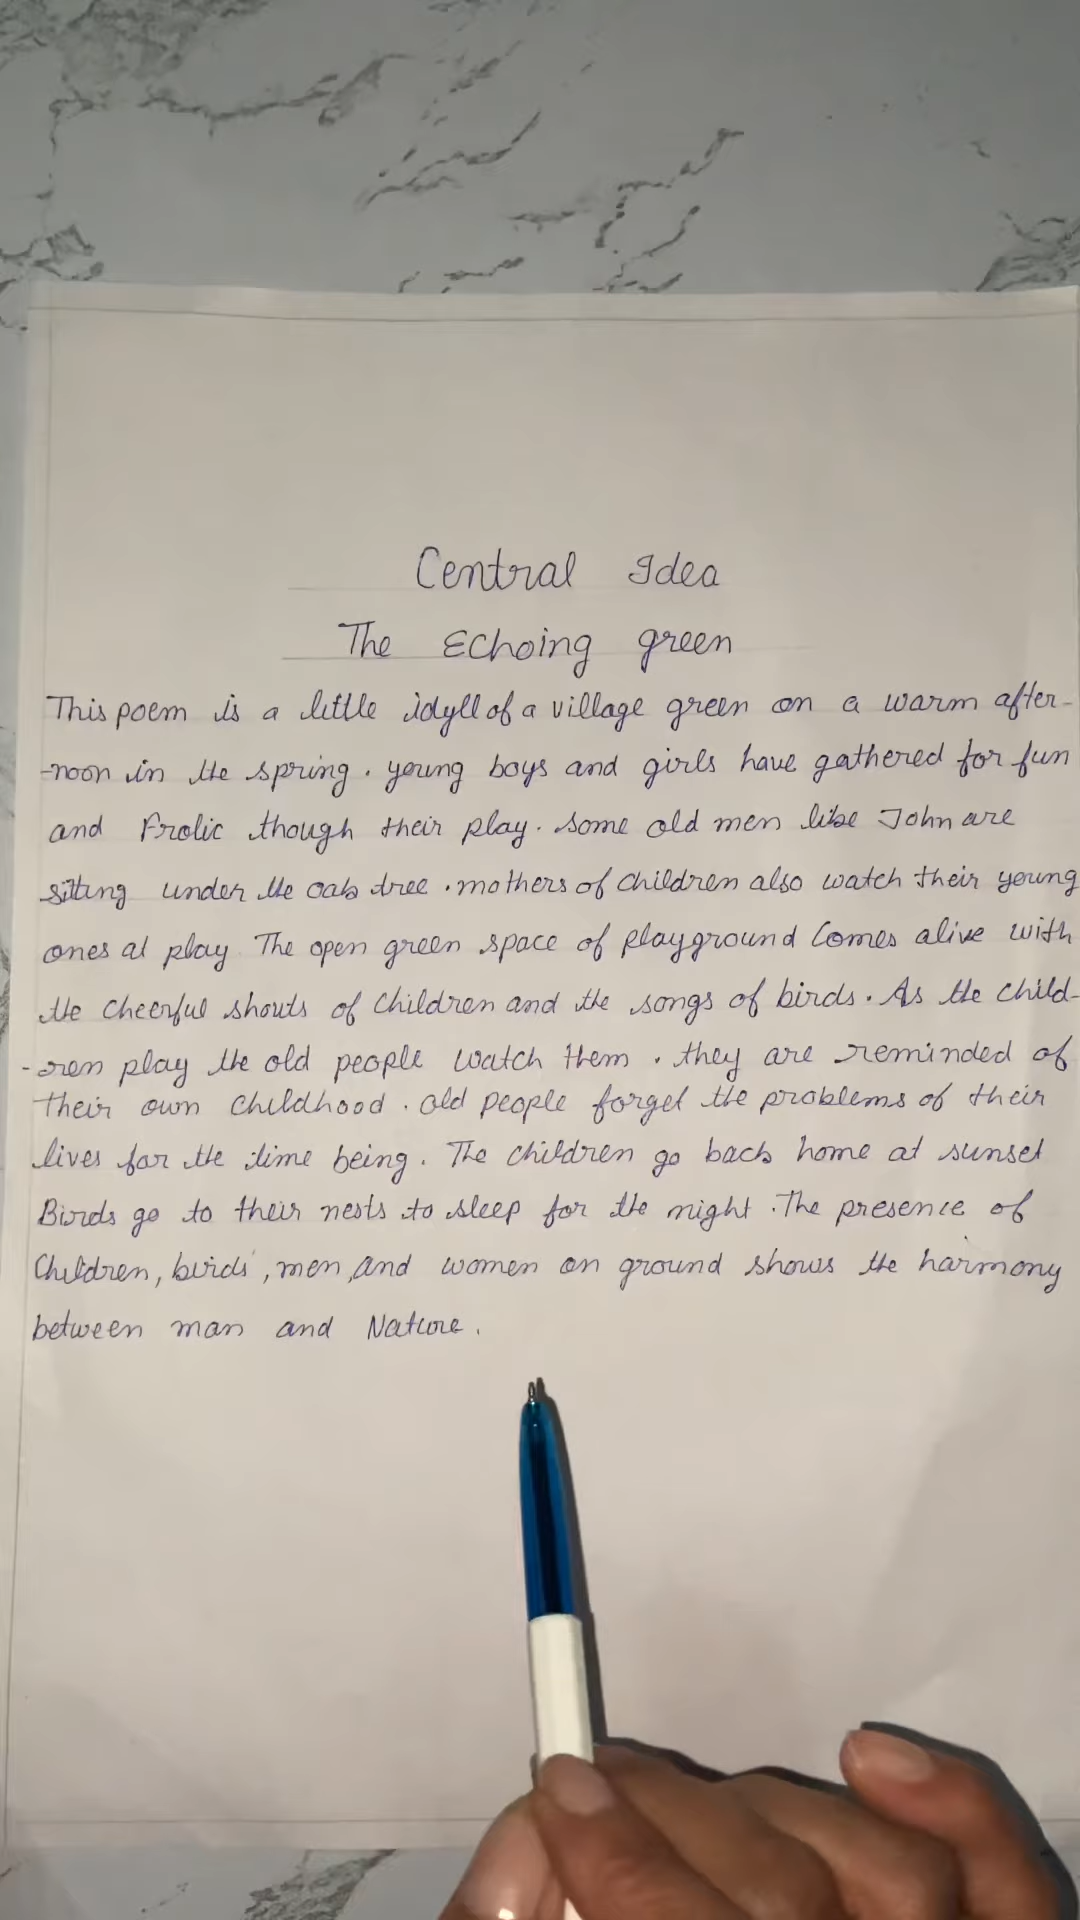 Central Idea
The Echoing green
This poem is a little idyll of a village green on a warm after-
-noon in the spring. young boys and girls have gathered for fun
and Frolic though their play. Some old men like John are
sitting under the oak tree. mothers of children also watch their young
ones at play. The open green space of playground Comes alive with
the cheerful shouts of children and the songs of birds. As the child-
-ren play the old people watch them. they are reminded of
their own childhood. old people forget the problems of their
lives for the time being. The children go back home at sunset
Birds go to their nests to sleep for the night. The presence of
Children, birds, men, and women on ground shows the harmony
between man and Nature.